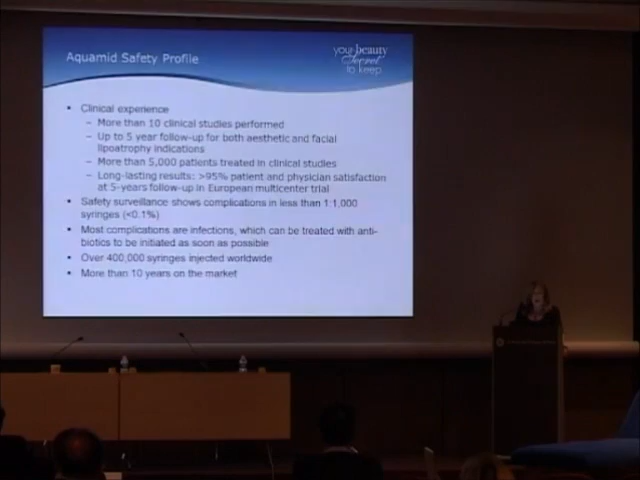 Aquamid Safety Profile
your beauty
Secret
to keep
• Clinical experience
– More than 10 clinical studies performed
– Up to 5 year follow-up for both aesthetic and facial
lipoatrophy indications
– More than 5,000 patients treated in clinical studies
– Long-lasting results: >95% patient and physician satisfaction
at 5-years follow-up in European multicenter trial
• Safety surveillance shows complications in less than 1:1,000
syringes (<0.1%)
• Most complications are infections, which can be treated with anti-
biotics to be initiated as soon as possible
• Over 400,000 syringes injected worldwide
• More than 10 years on the market